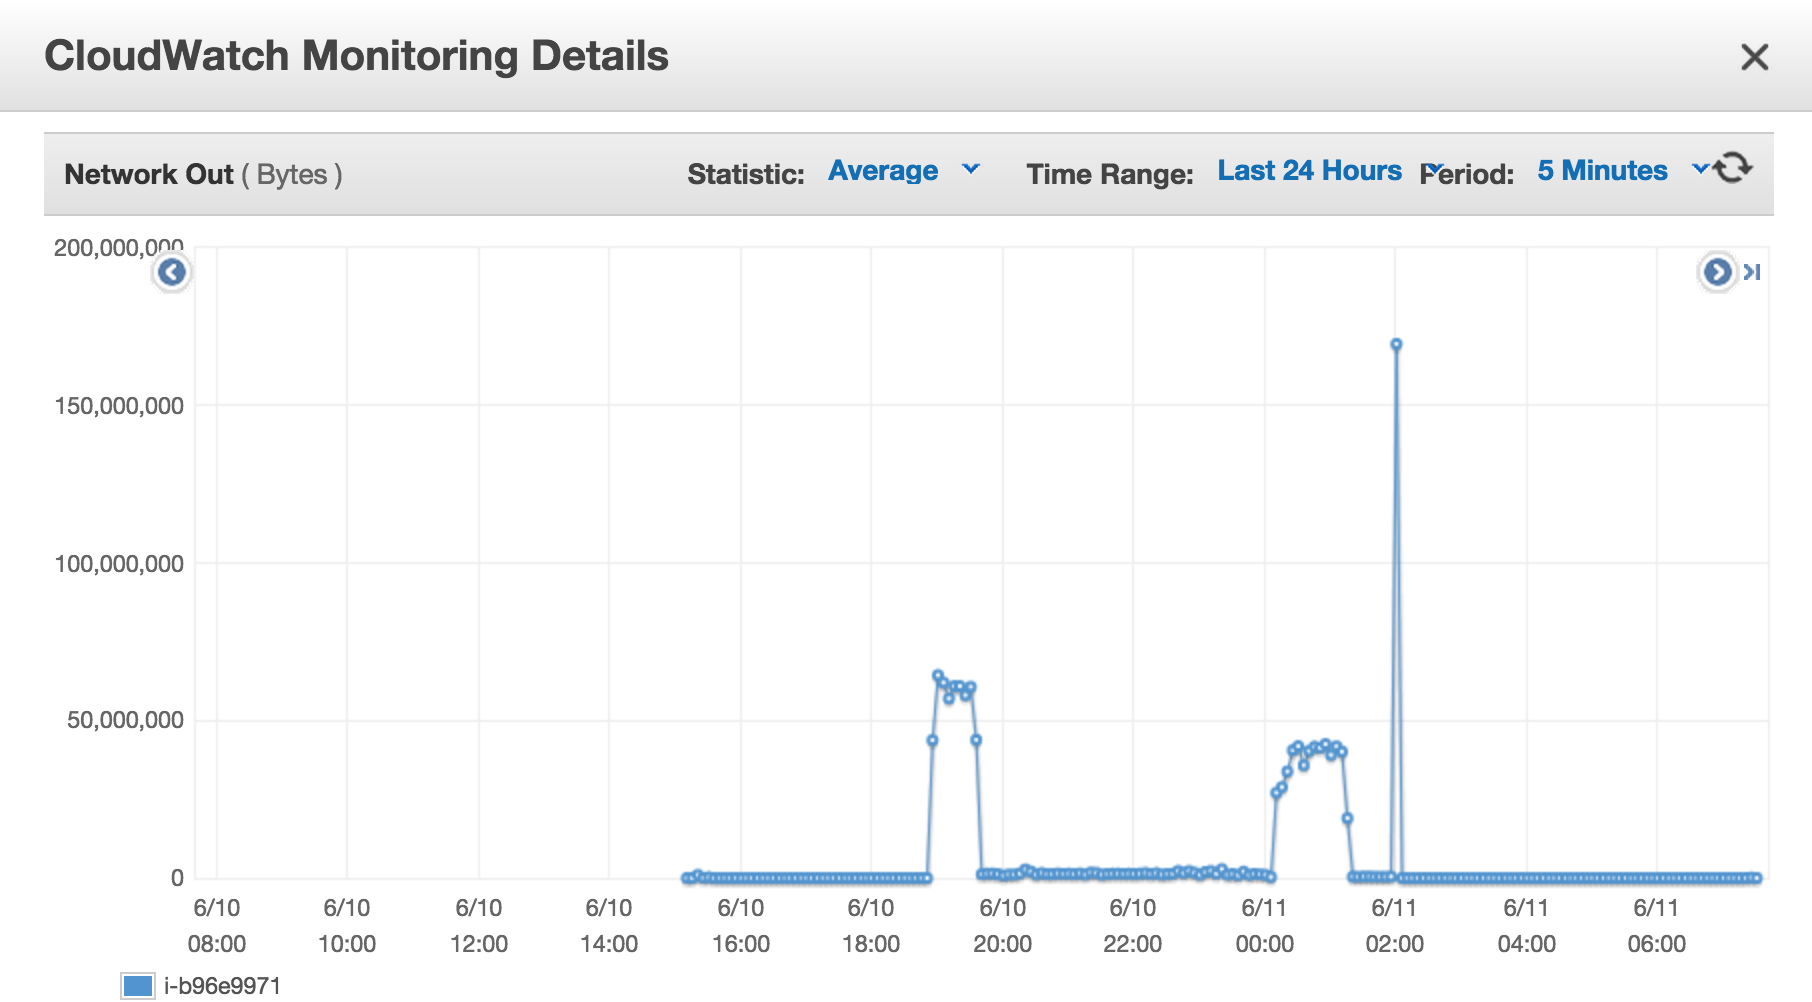 CloudWatch Monitoring Details
Network Out ( Bytes ) Statistic: Average Time Range: Last 24 Hours Period: 5 Minutes
200,000,000
150,000,000
100,000,000
50,000,000
0
6/10 6/10 6/10 6/10 6/10 6/10 6/10 6/10 6/11 6/11 6/11 6/11
08:00 10:00 12:00 14:00 16:00 18:00 20:00 22:00 00:00 02:00 04:00 06:00
i-b96e9971